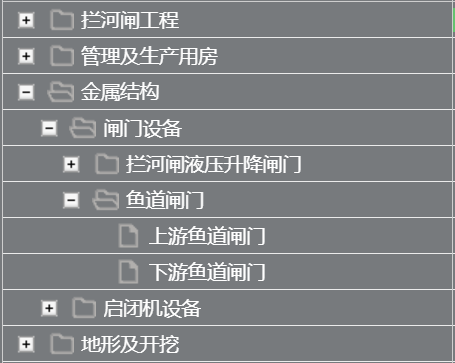 拦河闸工程
管理及生产用房
金属结构
闸门设备
拦河闸液压升降闸门
鱼道闸门
上游鱼道闸门
下游鱼道闸门
启闭机设备
地形及开挖